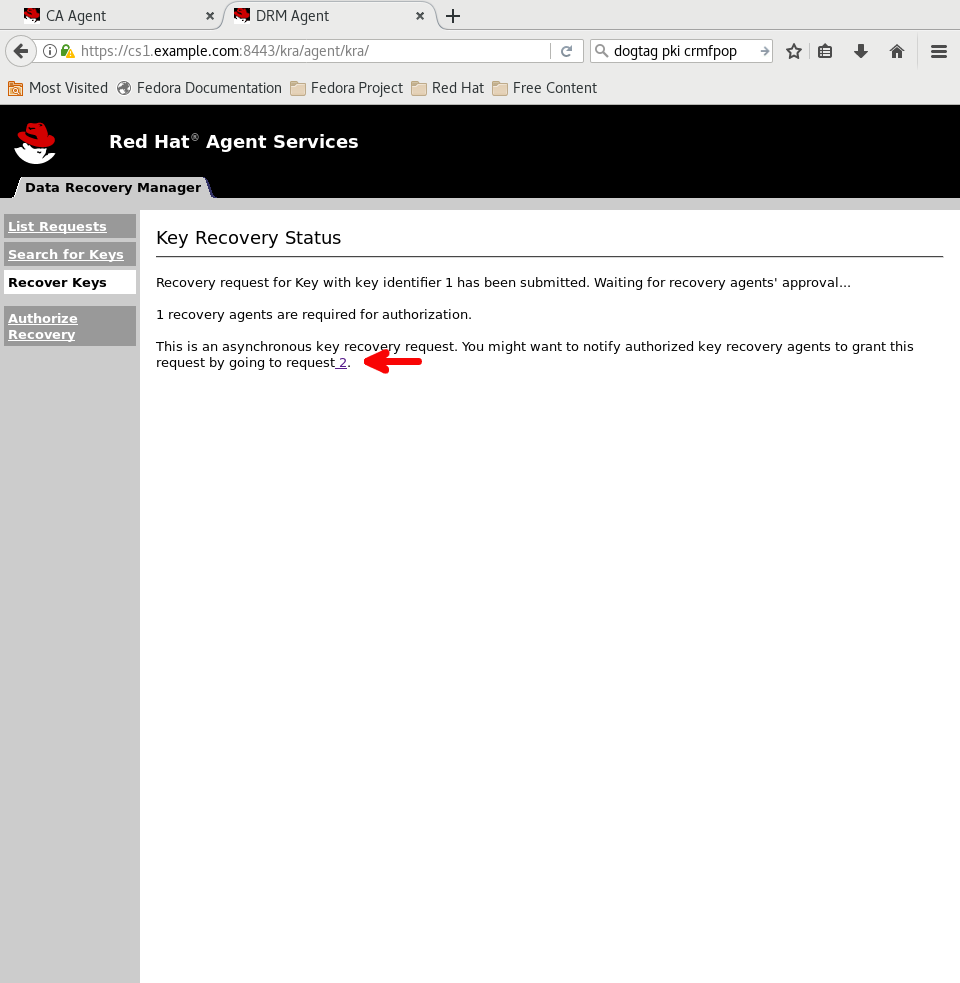 CA Agent
DRM Agent
https://cs1.example.com:8443/kra/agent/kra/
dogtag pki crmfpop
Most Visited
Fedora Documentation
Fedora Project
Red Hat
Free Content
Red Hat® Agent Services
Data Recovery Manager
List Requests
Search for Keys
Recover Keys
Authorize
Recovery
Key Recovery Status
Recovery request for Key with key identifier 1 has been submitted. Waiting for recovery agents' approval...
1 recovery agents are required for authorization.
This is an asynchronous key recovery request. You might want to notify authorized key recovery agents to grant this
request by going to request 2.